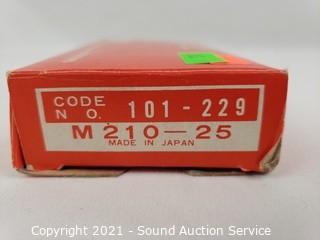 CODE NO. 101-229
M210-25
MADE IN JAPAN
Copyright 2021 - Sound Auction Service